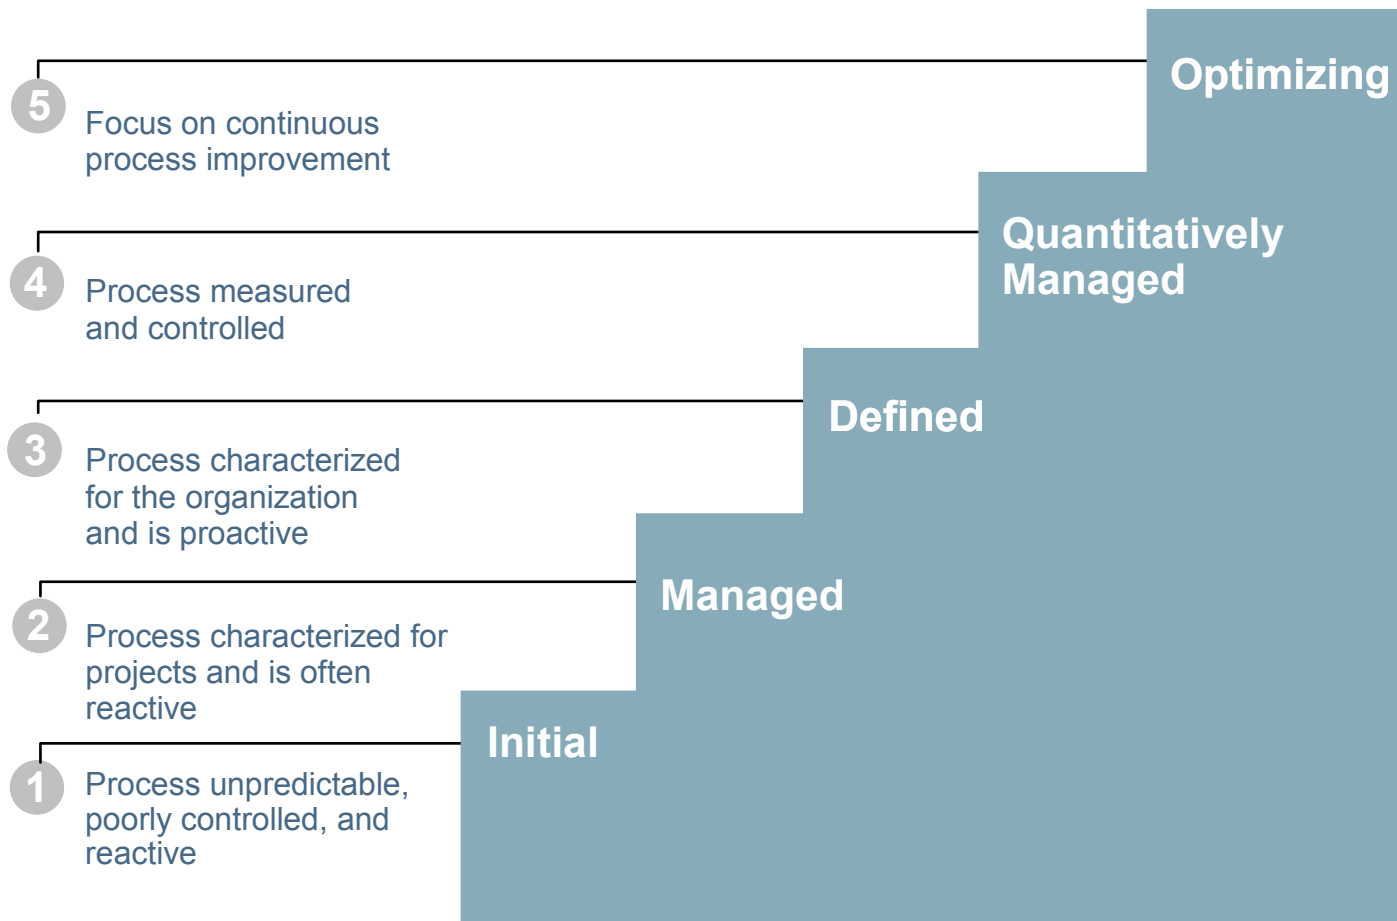 Optimizing
5
Focus on continuous
process improvement
Quantitatively
Managed
4
Process measured
and controlled
Defined
3
Process characterized
for the organization
and is proactive
Managed
2
Process characterized for
projects and is often
reactive
Initial
1
Process unpredictable,
poorly controlled, and
reactive